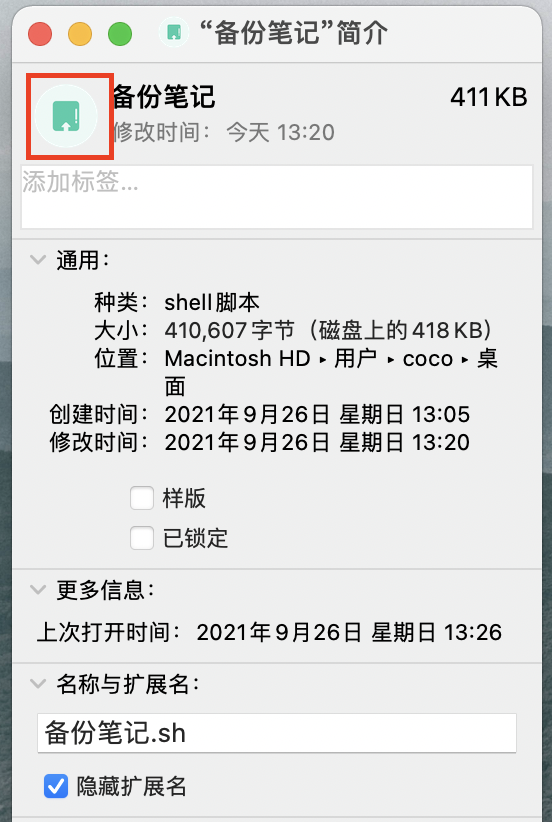 “备份笔记”简介
备份笔记 411 KB
修改时间：今天 13:20
添加标签...
通用：
种类：shell脚本
大小：410,607字节（磁盘上的418 KB）
位置：Macintosh HD ▸ 用户 ▸ coco ▸ 桌
面
创建时间：2021年9月26日 星期日 13:05
修改时间：2021年9月26日 星期日 13:20
样版
已锁定
更多信息：
上次打开时间：2021年9月26日 星期日 13:26
名称与扩展名：
备份笔记.sh
隐藏扩展名